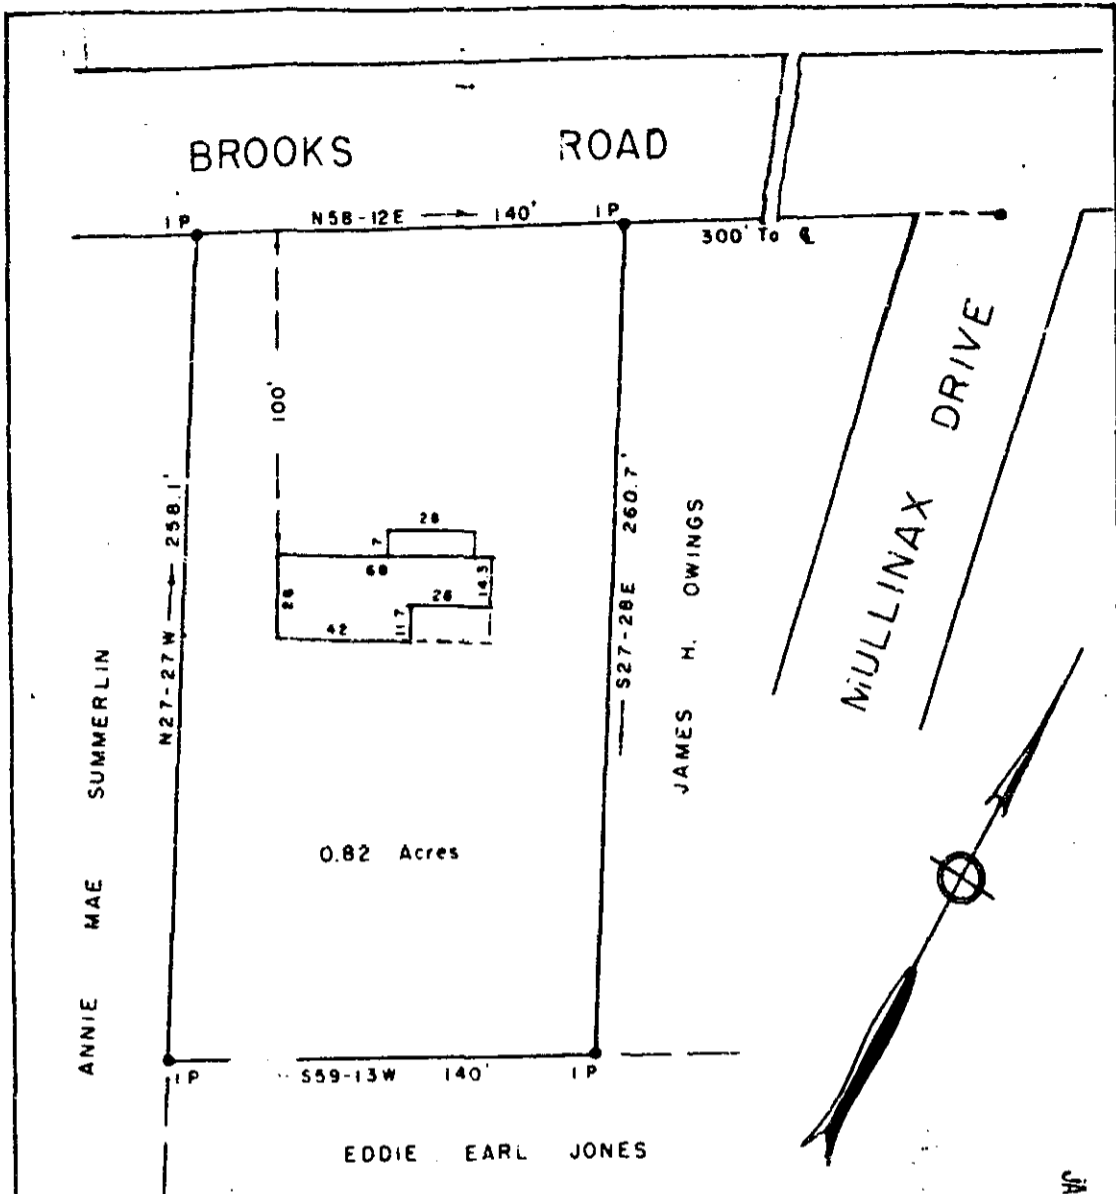 BROOKS ROAD
IP N58-12E 140' IP
300' To ℄
MULLINAX DRIVE
100'
N27-27W 258.1'
S27-28E 260.7'
JAMES H. OWINGS
ANNIE MAE SUMMERLIN
28
7
68
14.3
26
26
11.7
42
0.82 Acres
IP S59-13W 140' IP
EDDIE EARL JONES
JA